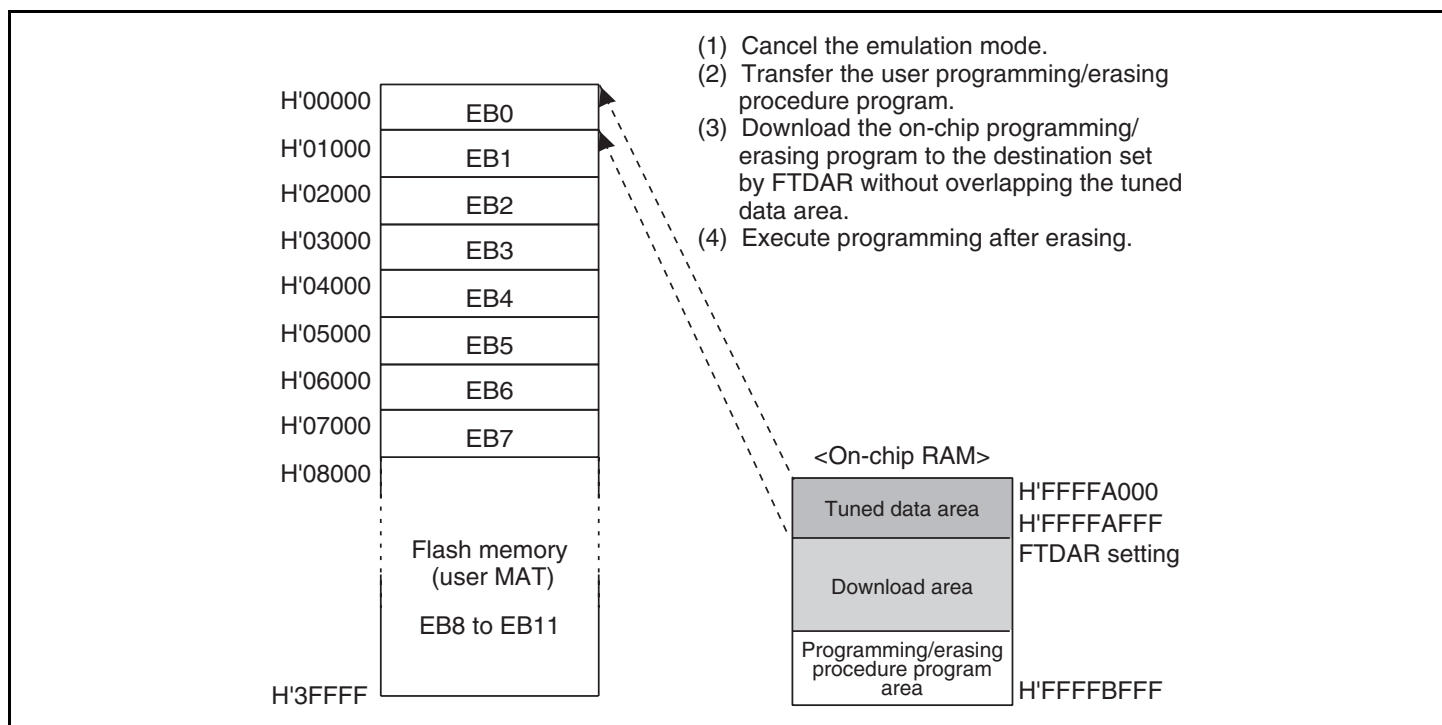 (1) Cancel the emulation mode.
(2) Transfer the user programming/erasing
procedure program.
(3) Download the on-chip programming/
erasing program to the destination set
by FTDAR without overlapping the tuned
data area.
(4) Execute programming after erasing.
H'00000
EB0
H'01000
EB1
H'02000
EB2
H'03000
EB3
H'04000
EB4
H'05000
EB5
H'06000
EB6
H'07000
EB7
H'08000
Flash memory
(user MAT)
EB8 to EB11
H'3FFFF
<On-chip RAM>
Tuned data area
H'FFFFA000
H'FFFFAFFF
FTDAR setting
Download area
Programming/erasing
procedure program
area
H'FFFFBFFF